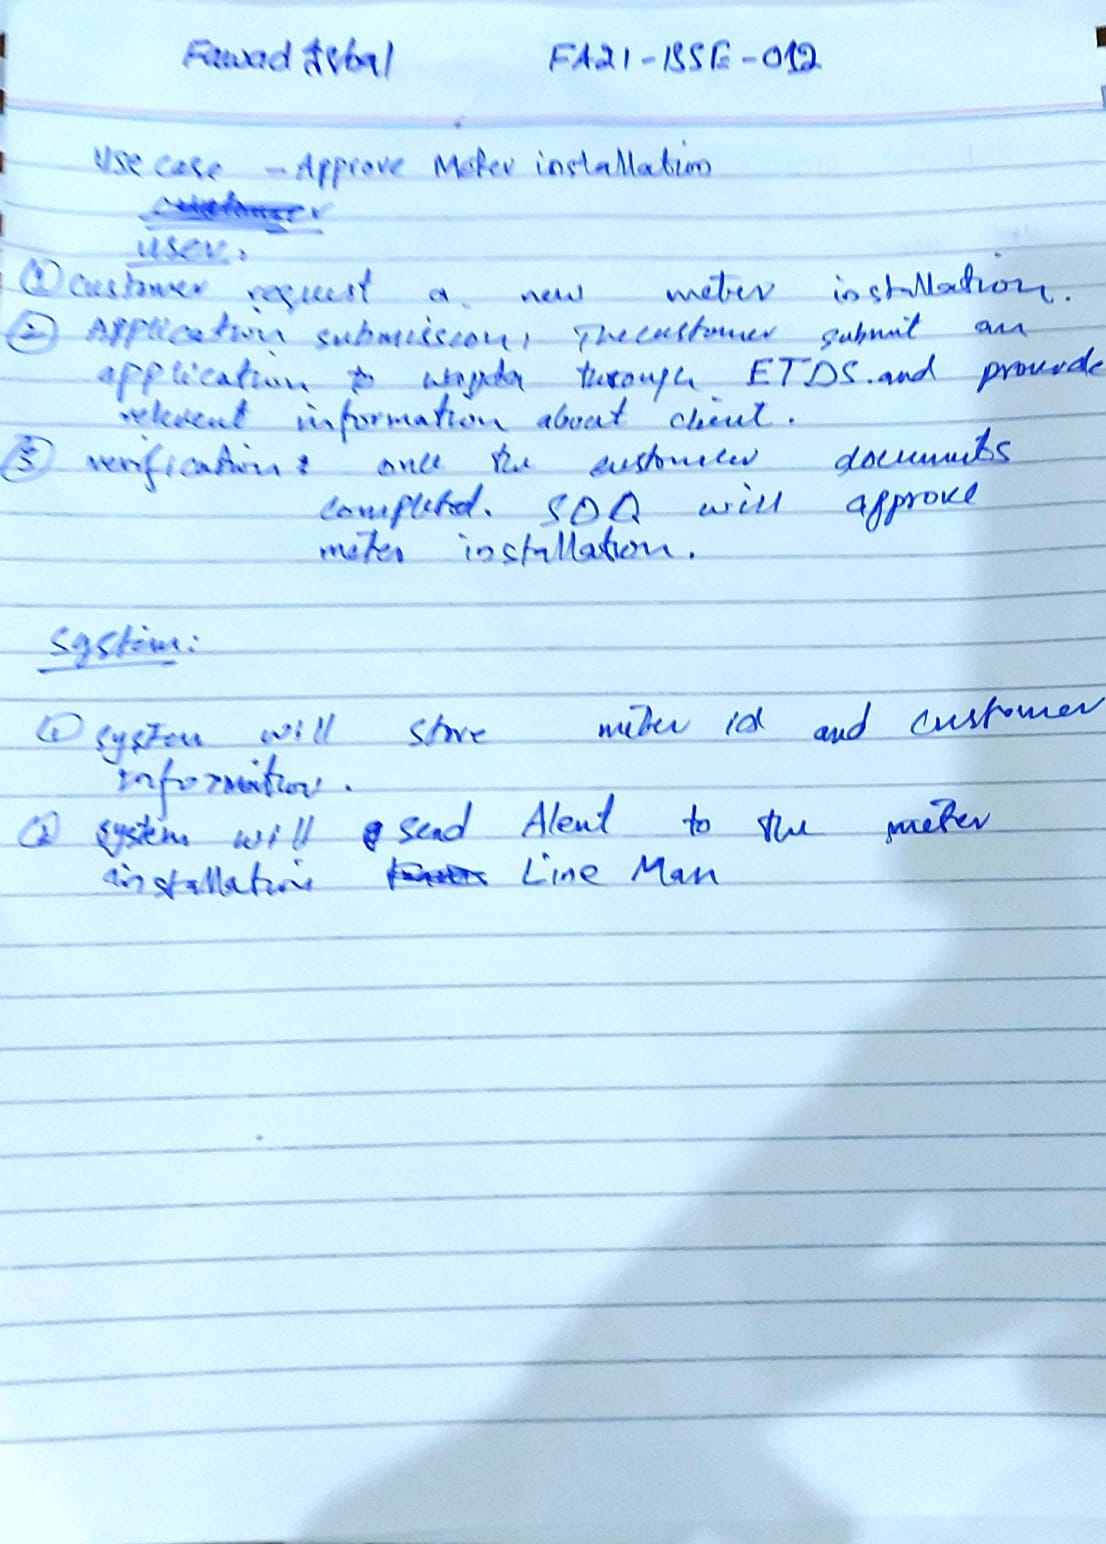 Fawad Iqbal FA21-BSSE-012
Use case - Approve Meter installation
user.
① customer request a new meter installation.
② Application submission: The customer submit an
application to wapda through ETDS. and provide
relevent information about client.
③ verification: once the customer documents
completed. SDO will approve
meter installation.
System:
① system will store meter id and customer
information.
② system will send Alert to the meter
installation Line Man